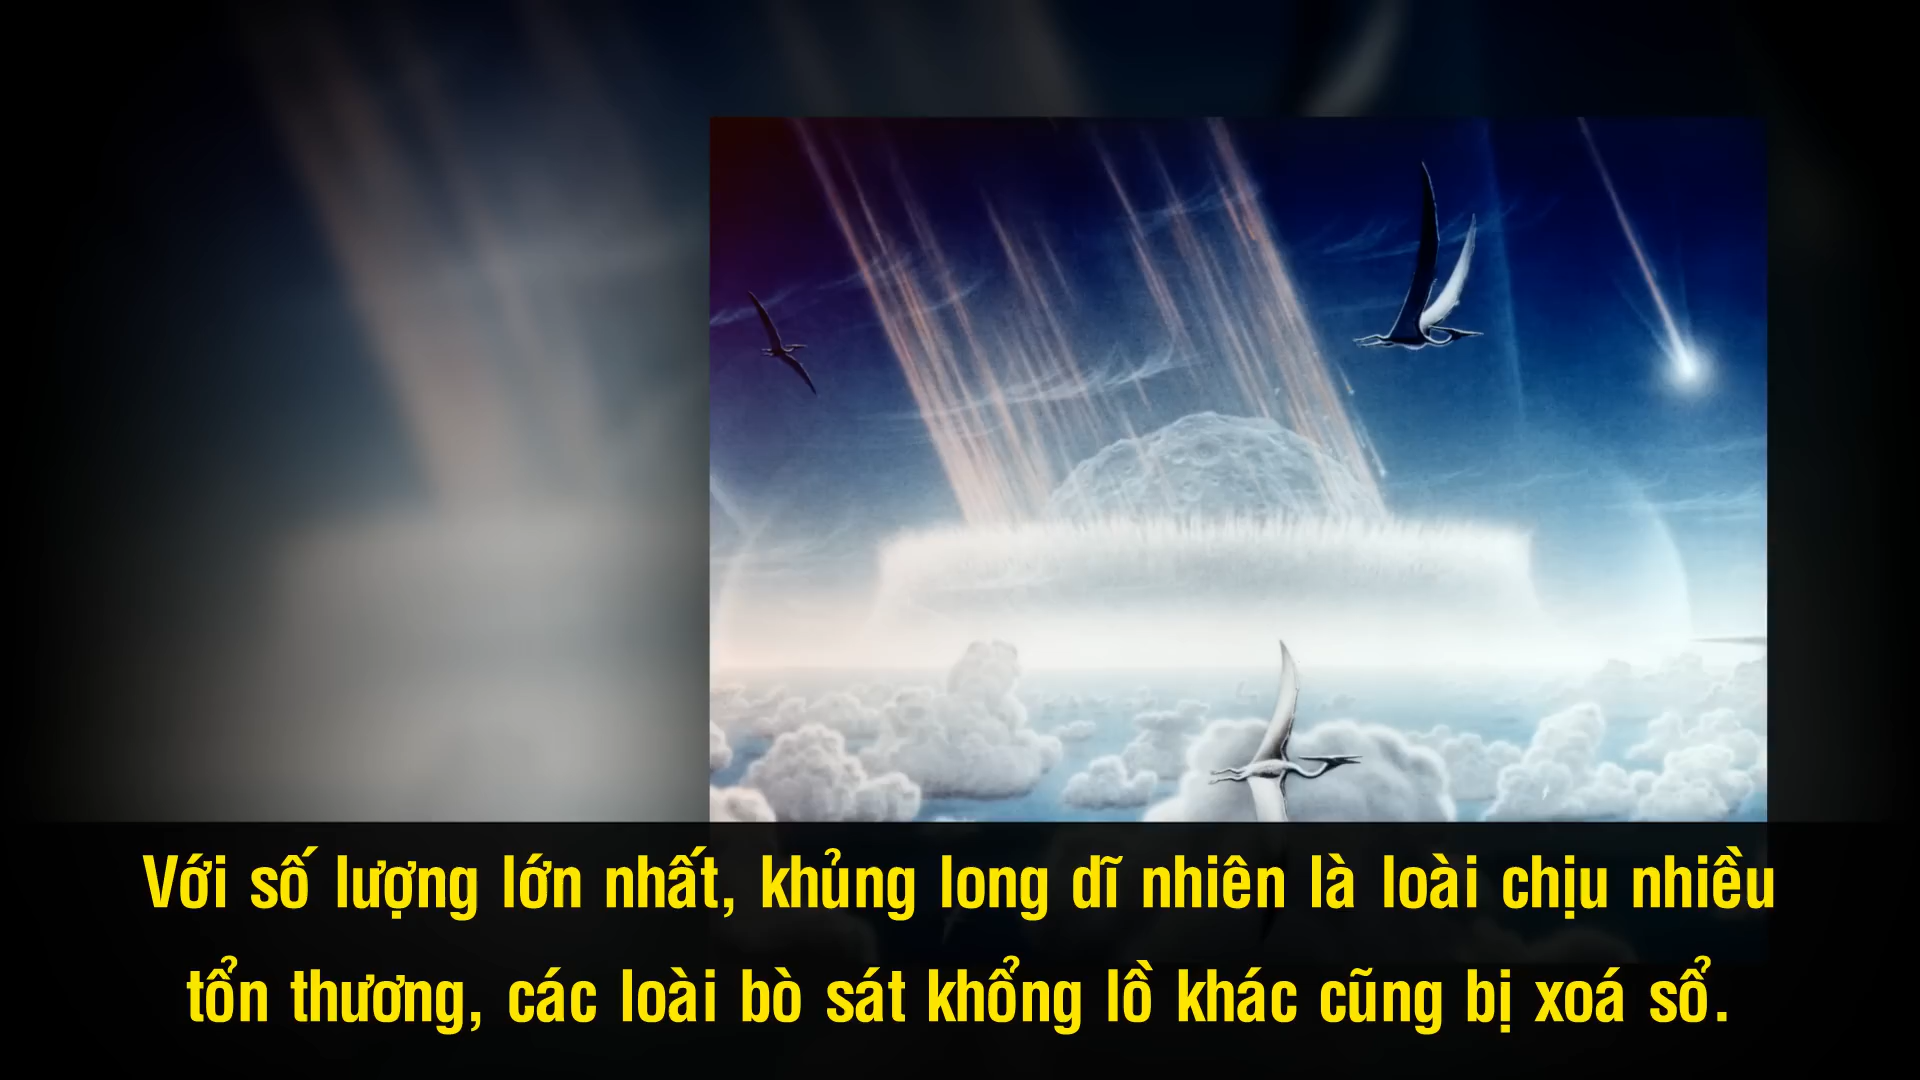 Với số lượng lớn nhất, khủng long dĩ nhiên là loài chịu nhiều
tổn thương, các loài bò sát khổng lồ khác cũng bị xoá sổ.